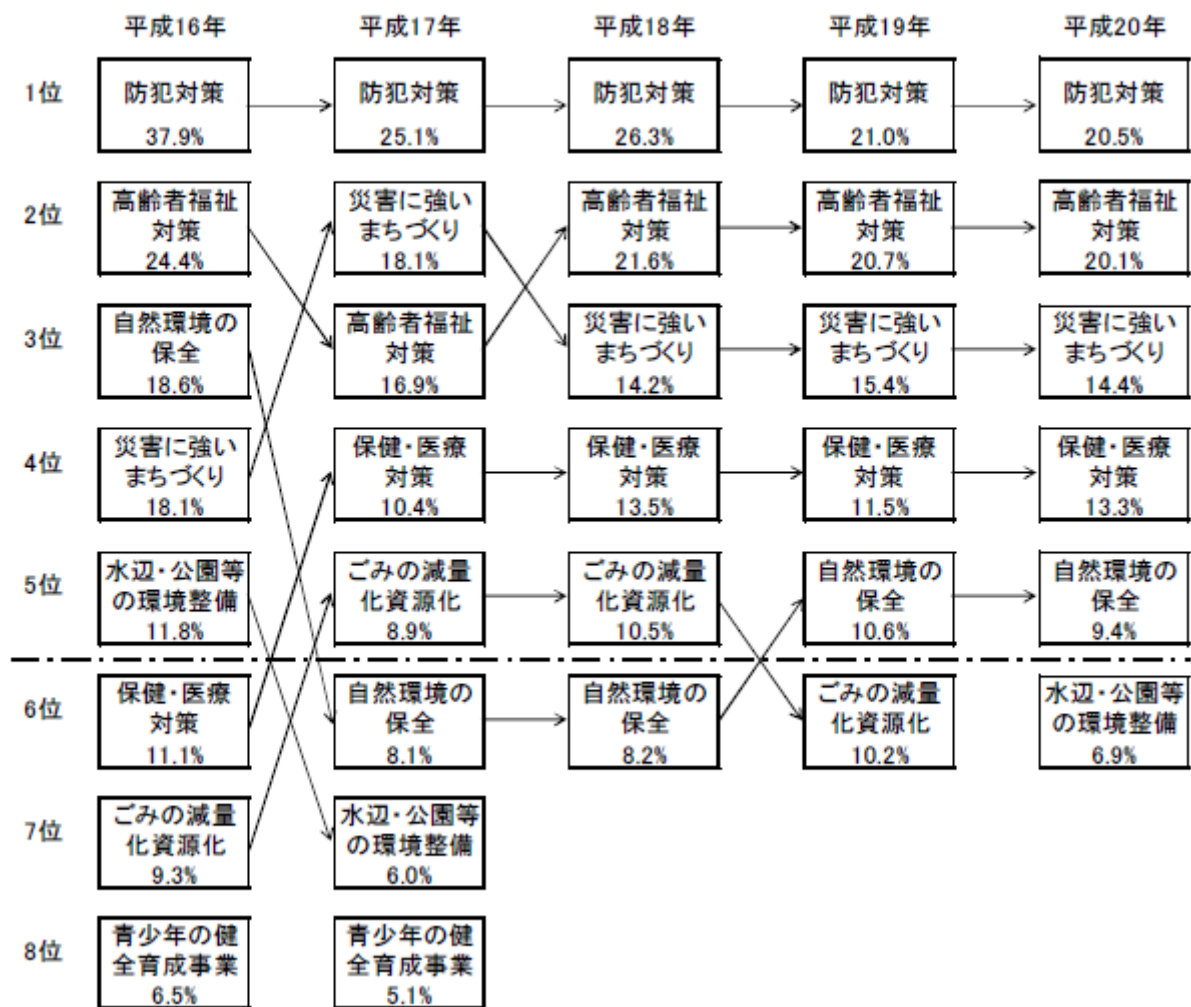 平成16年 平成17年 平成18年 平成19年 平成20年
1位
防犯対策 防犯対策 防犯対策 防犯対策 防犯対策
37.9% 25.1% 26.3% 21.0% 20.5%
2位
高齢者福祉 災害に強い 高齢者福祉 高齢者福祉 高齢者福祉
対策 まちづくり 対策 対策 対策
24.4% 18.1% 21.6% 20.7% 20.1%
3位
自然環境の 高齢者福祉 災害に強い 災害に強い 災害に強い
保全 対策 まちづくり まちづくり まちづくり
18.6% 16.9% 14.2% 15.4% 14.4%
4位
災害に強い 保健・医療 保健・医療 保健・医療 保健・医療
まちづくり 対策 対策 対策 対策
18.1% 10.4% 13.5% 11.5% 13.3%
5位
水辺・公園等 ごみの減量 ごみの減量 自然環境の 自然環境の
の環境整備 化資源化 化資源化 保全 保全
11.8% 8.9% 10.5% 10.6% 9.4%
6位
保健・医療 自然環境の 自然環境の ごみの減量 水辺・公園等
対策 保全 保全 化資源化 の環境整備
11.1% 8.1% 8.2% 10.2% 6.9%
7位
ごみの減量 水辺・公園等
化資源化 の環境整備
9.3% 6.0%
8位
青少年の健 青少年の健
全育成事業 全育成事業
6.5% 5.1%